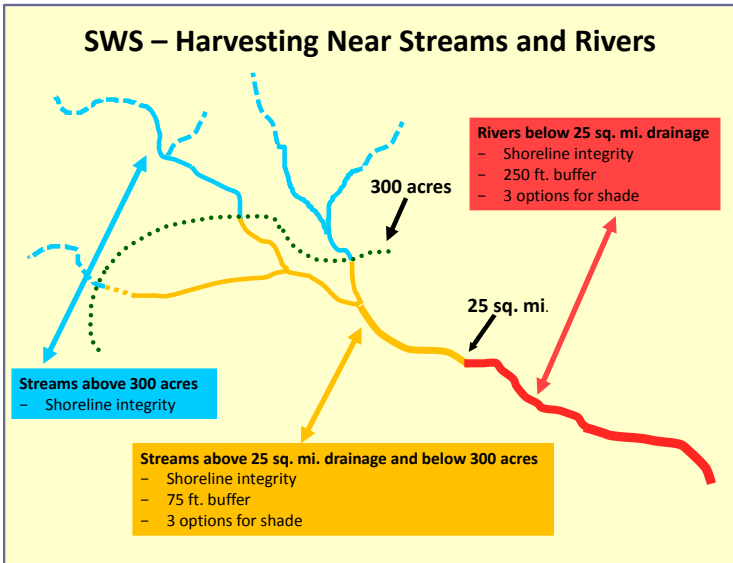 SWS – Harvesting Near Streams and Rivers
Rivers below 25 sq. mi. drainage
– Shoreline integrity
– 250 ft. buffer
– 3 options for shade
300 acres
25 sq. mi.
Streams above 300 acres
– Shoreline integrity
Streams above 25 sq. mi. drainage and below 300 acres
– Shoreline integrity
– 75 ft. buffer
– 3 options for shade